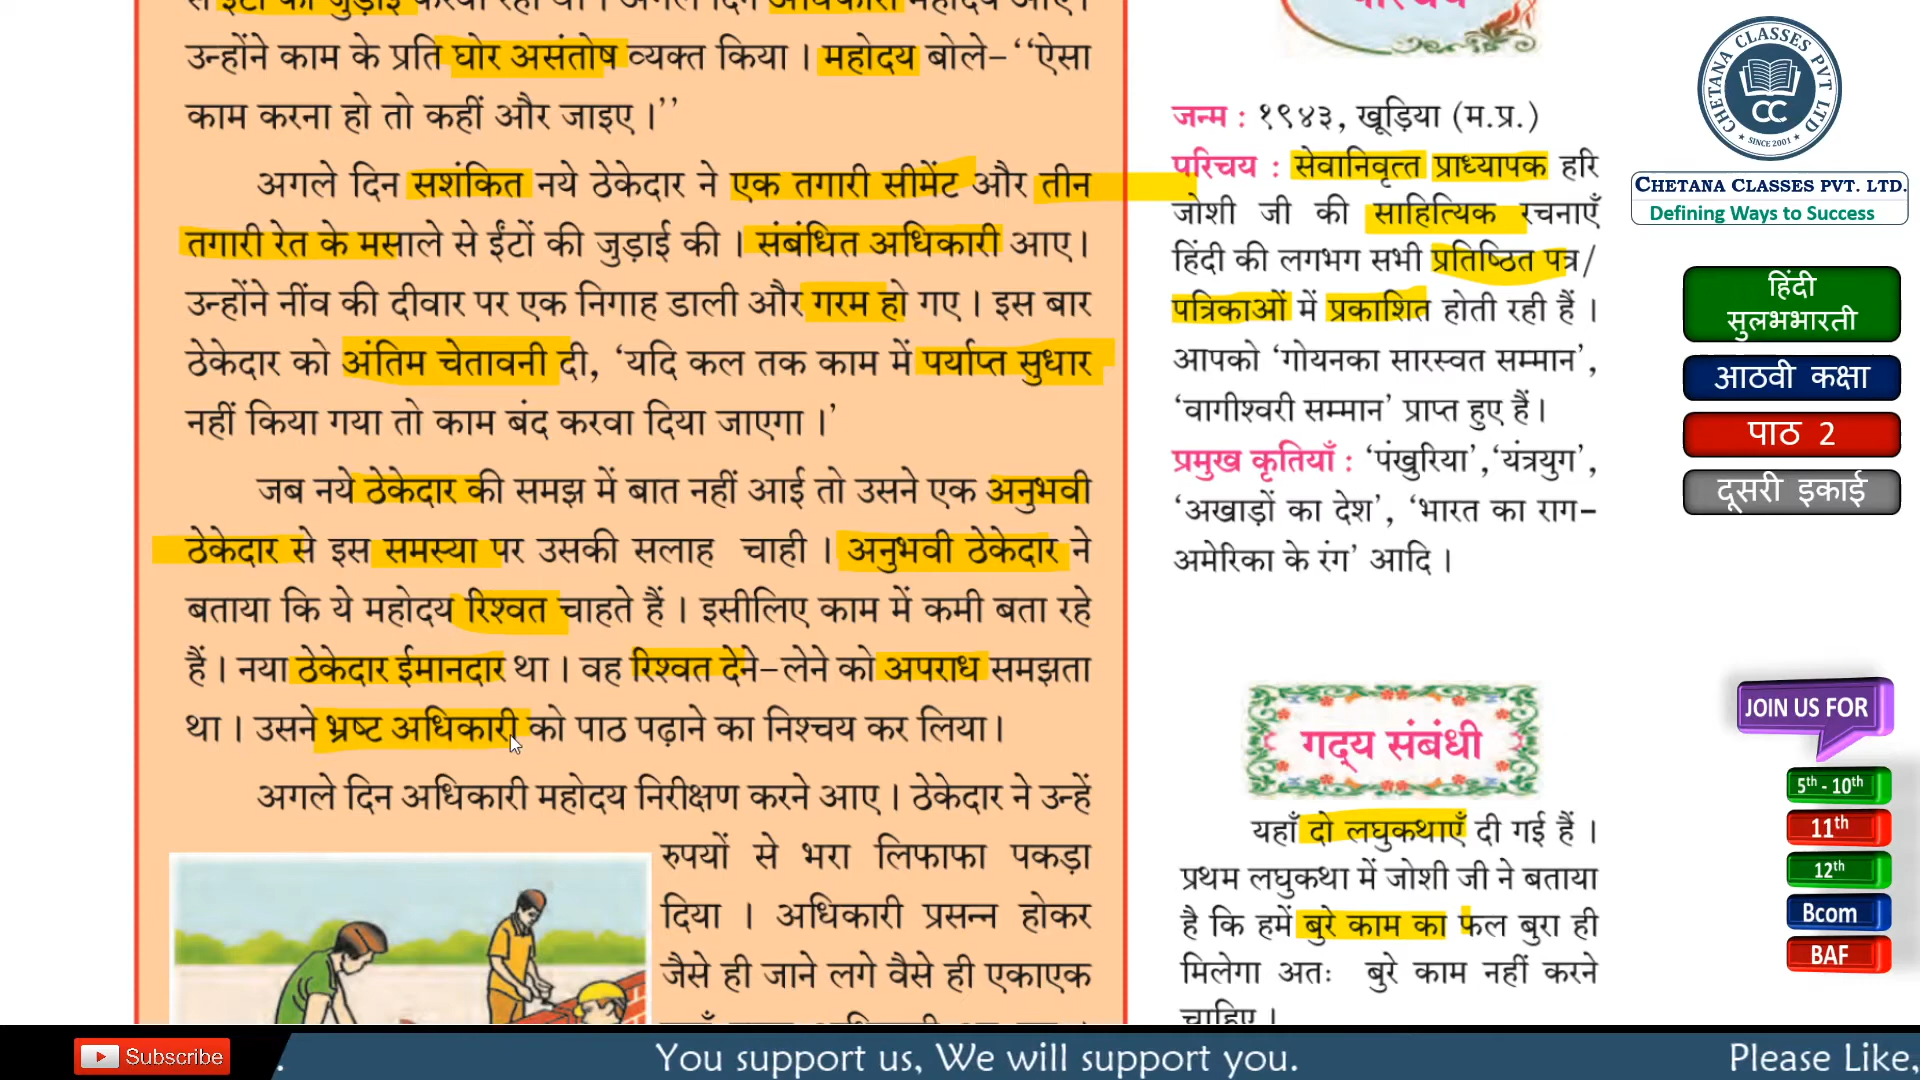 से ईंटों की जुड़ाई करवा रहा था। अगले दिन अधिकारी महोदय आए।
उन्होंने काम के प्रति घोर असंतोष व्यक्त किया। महोदय बोले-‘‘ऐसा
काम करना हो तो कहीं और जाइए।’’
अगले दिन सशंकित नये ठेकेदार ने एक तगारी सीमेंट और तीन
तगारी रेत के मसाले से ईंटों की जुड़ाई की। संबंधित अधिकारी आए।
उन्होंने नींव की दीवार पर एक निगाह डाली और गरम हो गए। इस बार
ठेकेदार को अंतिम चेतावनी दी, ‘यदि कल तक काम में पर्याप्त सुधार
नहीं किया गया तो काम बंद करवा दिया जाएगा।’
जब नये ठेकेदार की समझ में बात नहीं आई तो उसने एक अनुभवी
ठेकेदार से इस समस्या पर उसकी सलाह चाही। अनुभवी ठेकेदार ने
बताया कि ये महोदय रिश्वत चाहते हैं। इसीलिए काम में कमी बता रहे
हैं। नया ठेकेदार ईमानदार था। वह रिश्वत देने-लेने को अपराध समझता
था। उसने भ्रष्ट अधिकारी को पाठ पढ़ाने का निश्चय कर लिया।
अगले दिन अधिकारी महोदय निरीक्षण करने आए। ठेकेदार ने उन्हें
रुपयों से भरा लिफाफा पकड़ा
दिया। अधिकारी प्रसन्न होकर
जैसे ही जाने लगे वैसे ही एकाएक
परिचय
जन्म : १९४३, खूड़िया (म.प्र.)
परिचय : सेवानिवृत्त प्राध्यापक हरि
जोशी जी की साहित्यिक रचनाएँ
हिंदी की लगभग सभी प्रतिष्ठित पत्र/
पत्रिकाओं में प्रकाशित होती रही हैं।
आपको ‘गोयनका सारस्वत सम्मान’,
‘वागीश्वरी सम्मान’ प्राप्त हुए हैं।
प्रमुख कृतियाँ : ‘पंखुरिया’,‘यंत्रयुग’,
‘अखाड़ों का देश’, ‘भारत का राग-
अमेरिका के रंग’ आदि।
गद्य संबंधी
यहाँ दो लघुकथाएँ दी गई हैं।
प्रथम लघुकथा में जोशी जी ने बताया
है कि हमें बुरे काम का फल बुरा ही
मिलेगा अतः बुरे काम नहीं करने
चाहिए।
CHETANA CLASSES PVT LTD
CC
SINCE 2001
CHETANA CLASSES PVT. LTD.
Defining Ways to Success
हिंदी
सुलभभारती
आठवी कक्षा
पाठ 2
दूसरी इकाई
JOIN US FOR
5th - 10th
11th
12th
Bcom
BAF
Subscribe
. You support us, We will support you. Please Like,